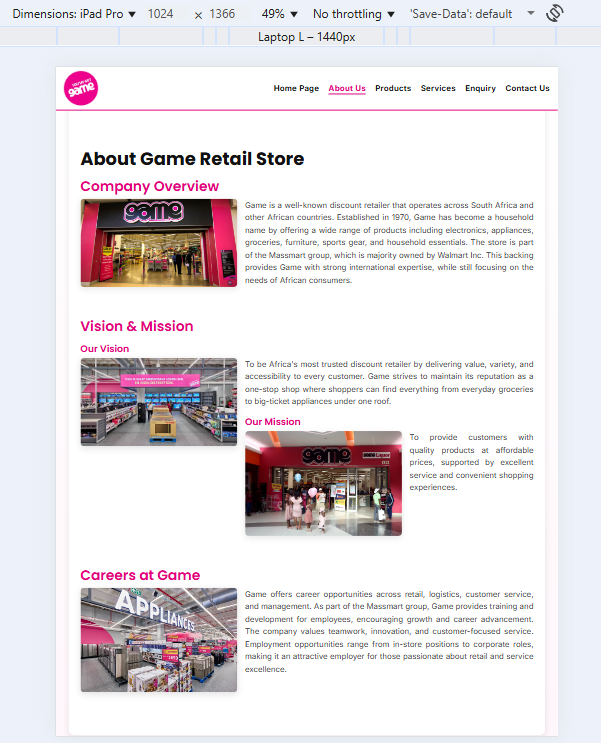 Dimensions: iPad Pro ▼ 1024 × 1366 49% ▼ No throttling ▼ 'Save-Data': default
Laptop L – 1440px
game
Home Page About Us Products Services Enquiry Contact Us
About Game Retail Store
Company Overview
game
Game is a well-known discount retailer that operates across South Africa and
other African countries. Established in 1970, Game has become a household
name by offering a wide range of products including electronics, appliances,
groceries, furniture, sports gear, and household essentials. The store is part
of the Massmart group, which is majority owned by Walmart Inc. This backing
provides Game with strong international expertise, while still focusing on the
needs of African consumers.
Vision & Mission
Our Vision
To be Africa's most trusted discount retailer by delivering value, variety, and
accessibility to every customer. Game strives to maintain its reputation as a
one-stop shop where shoppers can find everything from everyday groceries
to big-ticket appliances under one roof.
Our Mission
game
To provide customers with
quality products at affordable
prices, supported by excellent
service and convenient shopping
experiences.
Careers at Game
APPLIANCES
Game offers career opportunities across retail, logistics, customer service,
and management. As part of the Massmart group, Game provides training and
development for employees, encouraging growth and career advancement.
The company values teamwork, innovation, and customer-focused service.
Employment opportunities range from in-store positions to corporate roles,
making it an attractive employer for those passionate about retail and service
excellence.